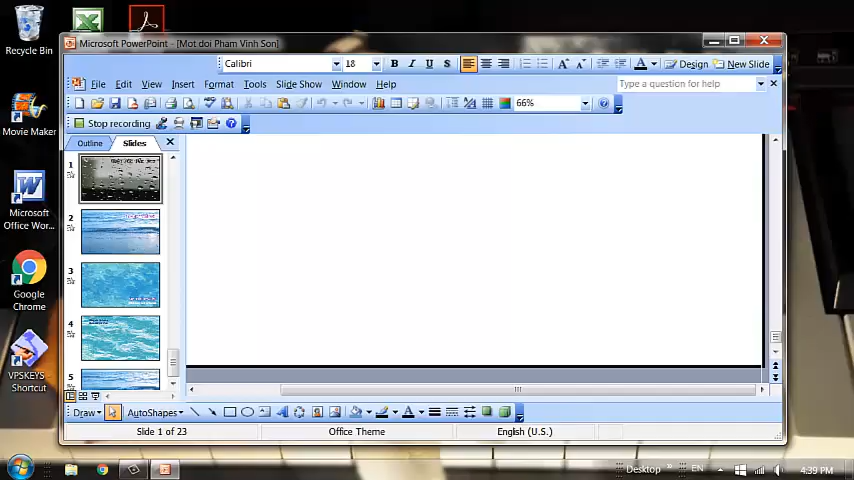 Recycle Bin
Movie Maker
Microsoft
Office Wor...
Google
Chrome
VPSKEYS -
Shortcut
Microsoft PowerPoint - [Mot doi Pham Vinh Son]
Calibri 18 B I U S Design New Slide
File Edit View Insert Format Tools Slide Show Window Help Type a question for help
66%
Stop recording
Outline Slides
1
2
3
4
5
Draw AutoShapes
Slide 1 of 23 Office Theme English (U.S.)
Desktop EN 4:39 PM